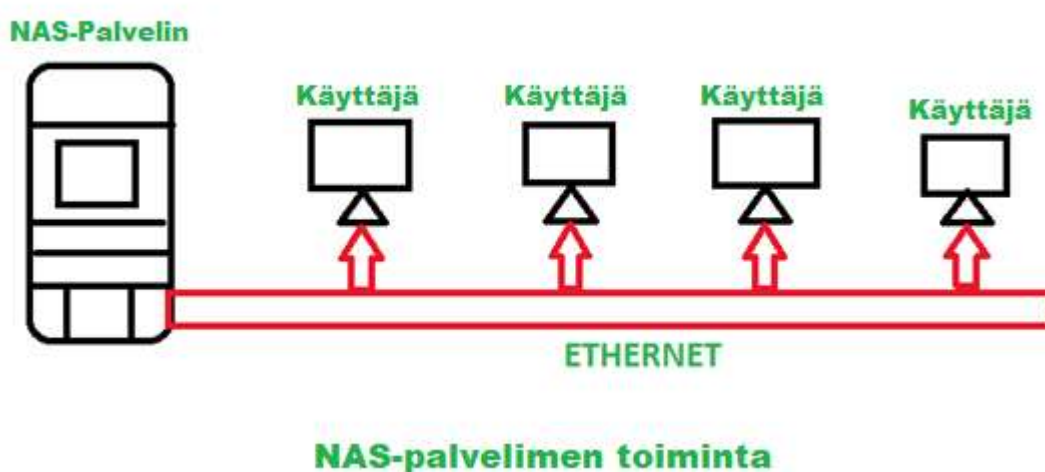 NAS-Palvelin
Käyttäjä
Käyttäjä
Käyttäjä
Käyttäjä
ETHERNET
NAS-palvelimen toiminta